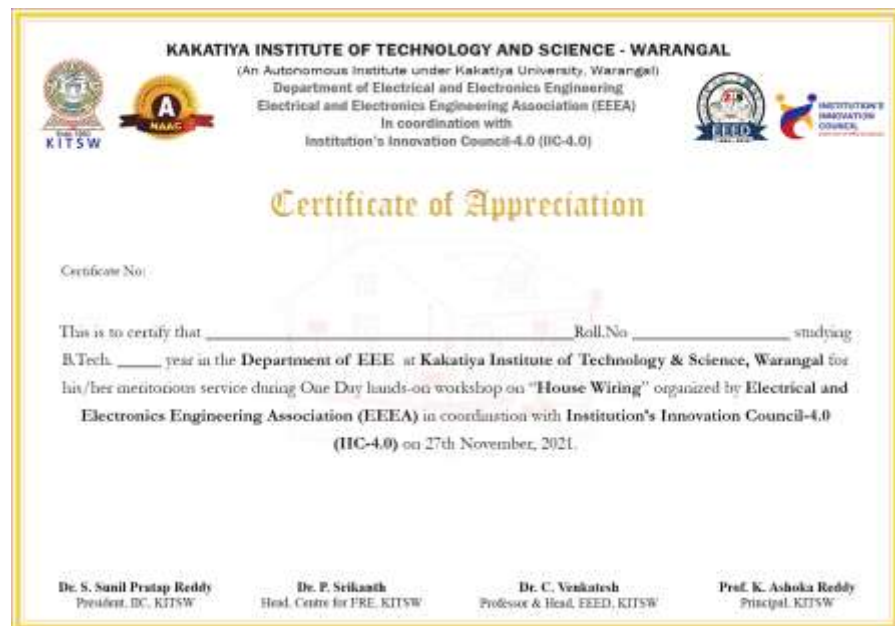 KAKATIYA INSTITUTE OF TECHNOLOGY AND SCIENCE - WARANGAL
(An Autonomous Institute under Kakatiya University, Warangal)
Department of Electrical and Electronics Engineering
Electrical and Electronics Engineering Association (EEEA)
In coordination with
Institution's Innovation Council-4.0 (IIC-4.0)
KITSW
A
NAAC
EEED
INSTITUTION'S
INNOVATION
COUNCIL
Certificate of Appreciation
Certificate No:
This is to certify that ____ Roll.No ____ studying
B.Tech. ____ year in the Department of EEE at Kakatiya Institute of Technology & Science, Warangal for
his/her meritorious service during One Day hands-on workshop on "House Wiring" organized by Electrical and
Electronics Engineering Association (EEEA) in coordination with Institution's Innovation Council-4.0
(IIC-4.0) on 27th November, 2021.
Dr. S. Sunil Pratap Reddy
President, IIC, KITSW
Dr. P. Srikanth
Head, Centre for PRE, KITSW
Dr. C. Venkatesh
Professor & Head, EEED, KITSW
Prof. K. Ashoka Reddy
Principal, KITSW